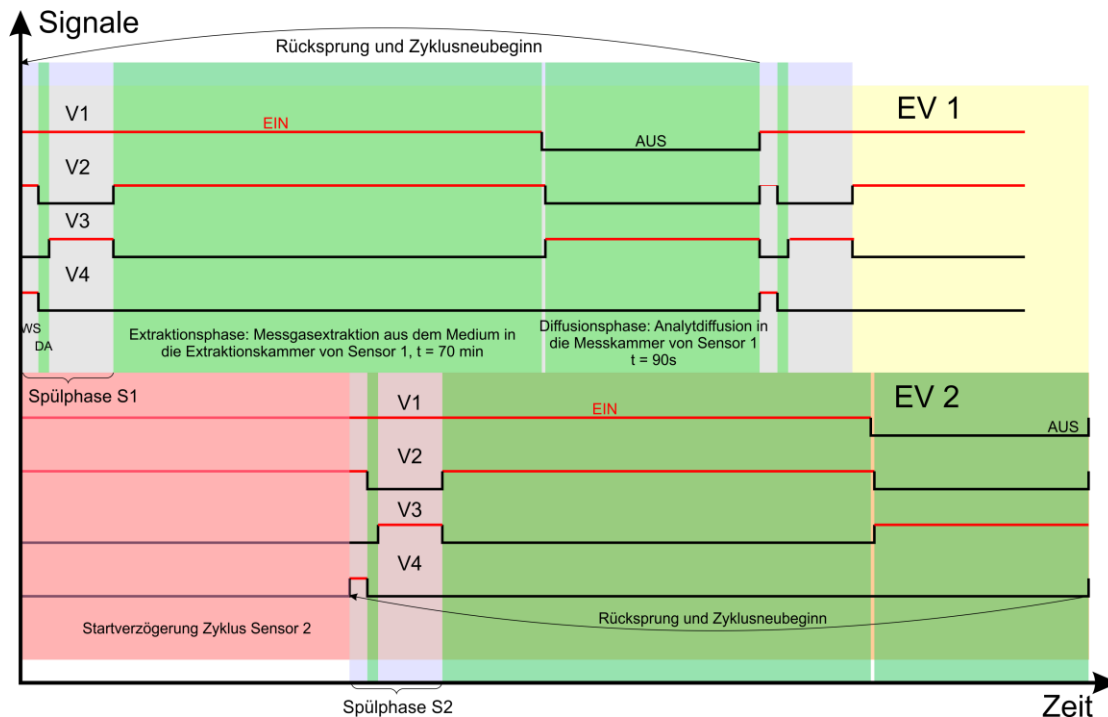 Signale
Rücksprung und Zyklusneubeginn
V1
EV 1
EIN
AUS
V2
V3
V4
WS
DA
Extraktionsphase: Messgasextraktion aus dem Medium in
die Extraktionskammer von Sensor 1, t = 70 min
Diffusionsphase: Analytdiffusion in
die Messkammer von Sensor 1
t = 90s
Spülphase S1
V1
EV 2
EIN
AUS
V2
V3
V4
Rücksprung und Zyklusneubeginn
Startverzögerung Zyklus Sensor 2
Spülphase S2
Zeit